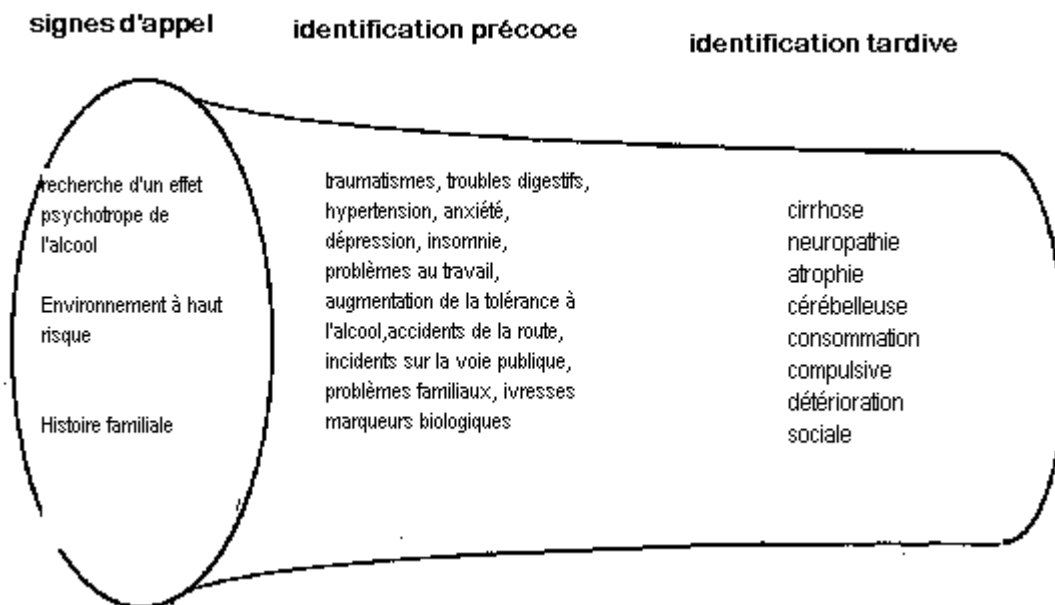 signes d'appel
identification précoce
identification tardive
recherche d'un effet
psychotrope de
l'alcool
Environnement à haut
risque
Histoire familiale
traumatismes, troubles digestifs,
hypertension, anxiété,
dépression, insomnie,
problèmes au travail,
augmentation de la tolérance à
l'alcool,accidents de la route,
incidents sur la voie publique,
problèmes familiaux, ivresses
marqueurs biologiques
cirrhose
neuropathie
atrophie
cérébelleuse
consommation
compulsive
détérioration
sociale